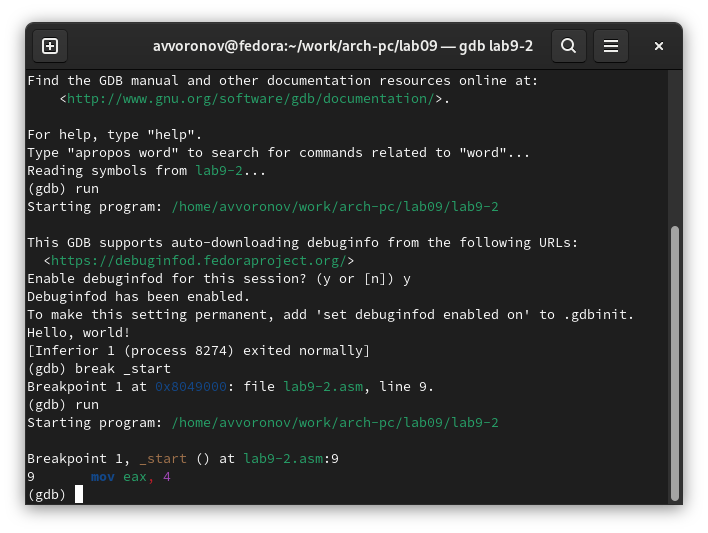 avvoronov@fedora:~/work/arch-pc/lab09 — gdb lab9-2
Find the GDB manual and other documentation resources online at:
    <http://www.gnu.org/software/gdb/documentation/>.

For help, type "help".
Type "apropos word" to search for commands related to "word"...
Reading symbols from lab9-2...
(gdb) run
Starting program: /home/avvoronov/work/arch-pc/lab09/lab9-2

This GDB supports auto-downloading debuginfo from the following URLs:
  <https://debuginfod.fedoraproject.org/>
Enable debuginfod for this session? (y or [n]) y
Debuginfod has been enabled.
To make this setting permanent, add 'set debuginfod enabled on' to .gdbinit.
Hello, world!
[Inferior 1 (process 8274) exited normally]
(gdb) break _start
Breakpoint 1 at 0x8049000: file lab9-2.asm, line 9.
(gdb) run
Starting program: /home/avvoronov/work/arch-pc/lab09/lab9-2

Breakpoint 1, _start () at lab9-2.asm:9
9       mov eax, 4
(gdb)